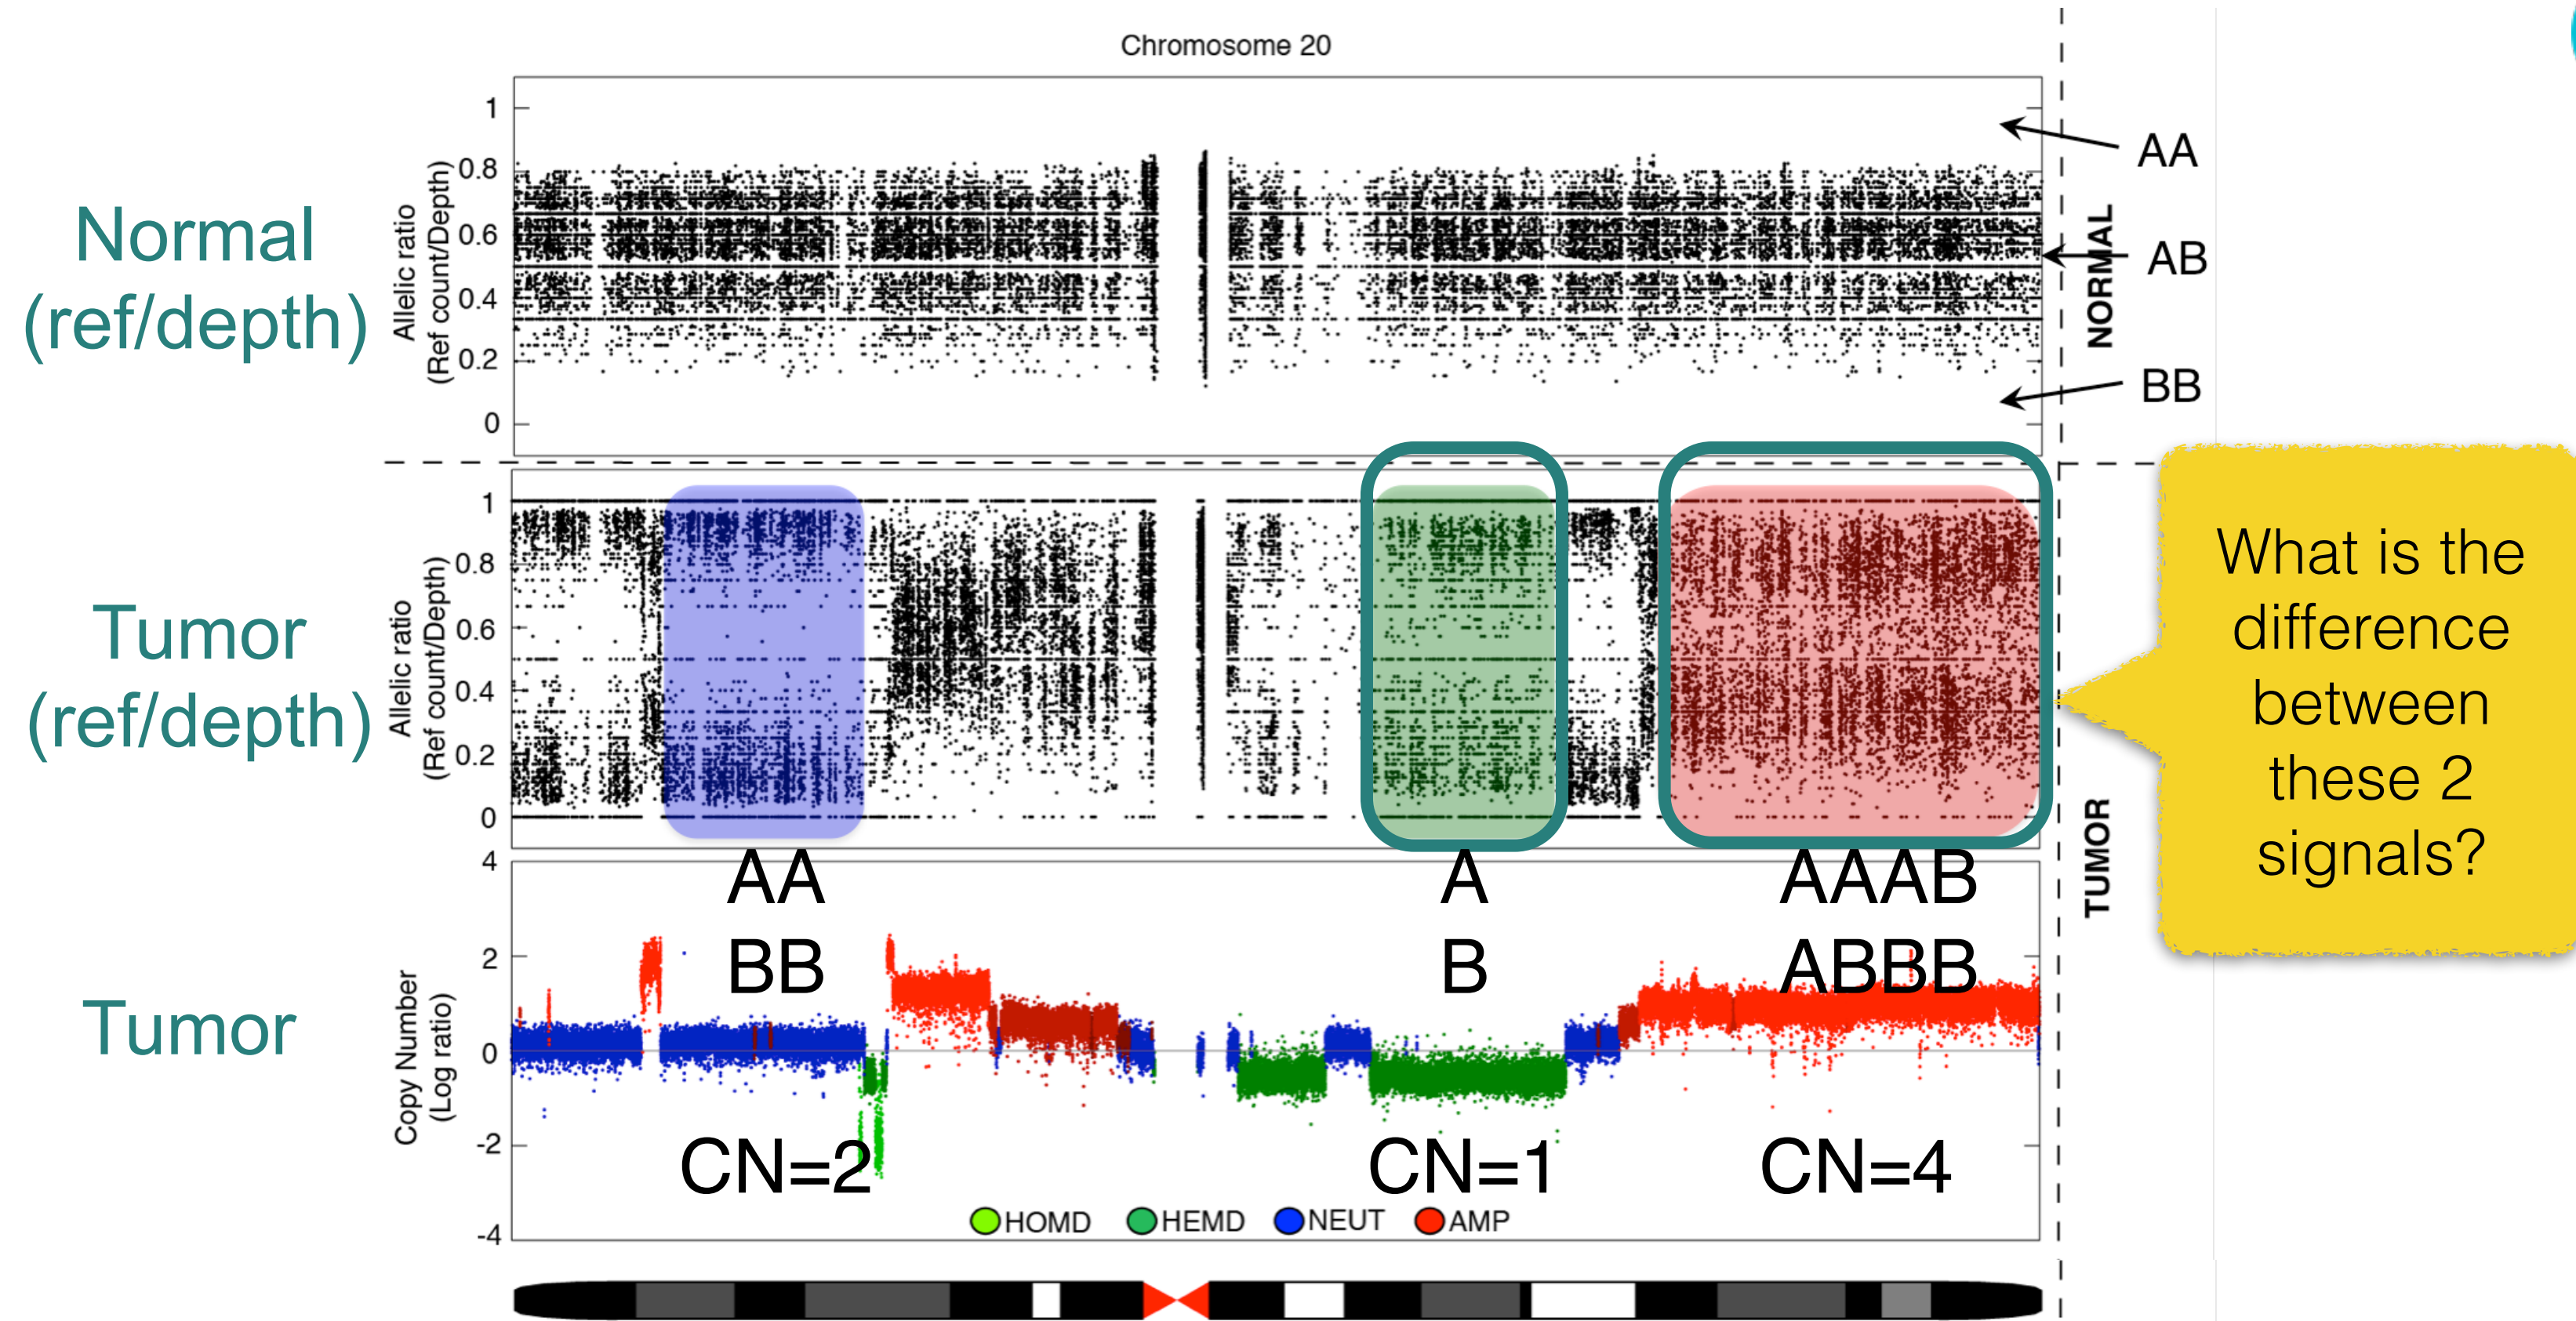 Chromosome 20
Normal
(ref/depth)
Allelic ratio
(Ref count/Depth)
1
0.8
0.6
0.4
0.2
0
AA
AB
BB
NORMAL
Tumor
(ref/depth)
Allelic ratio
(Ref count/Depth)
1
0.8
0.6
0.4
0.2
0
What is the
difference
between
these 2
signals?
TUMOR
Tumor
Copy Number
(Log ratio)
4
2
0
-2
-4
AA
BB
A
B
AAAB
ABBB
CN=2
CN=1
CN=4
HOMD
HEMD
NEUT
AMP